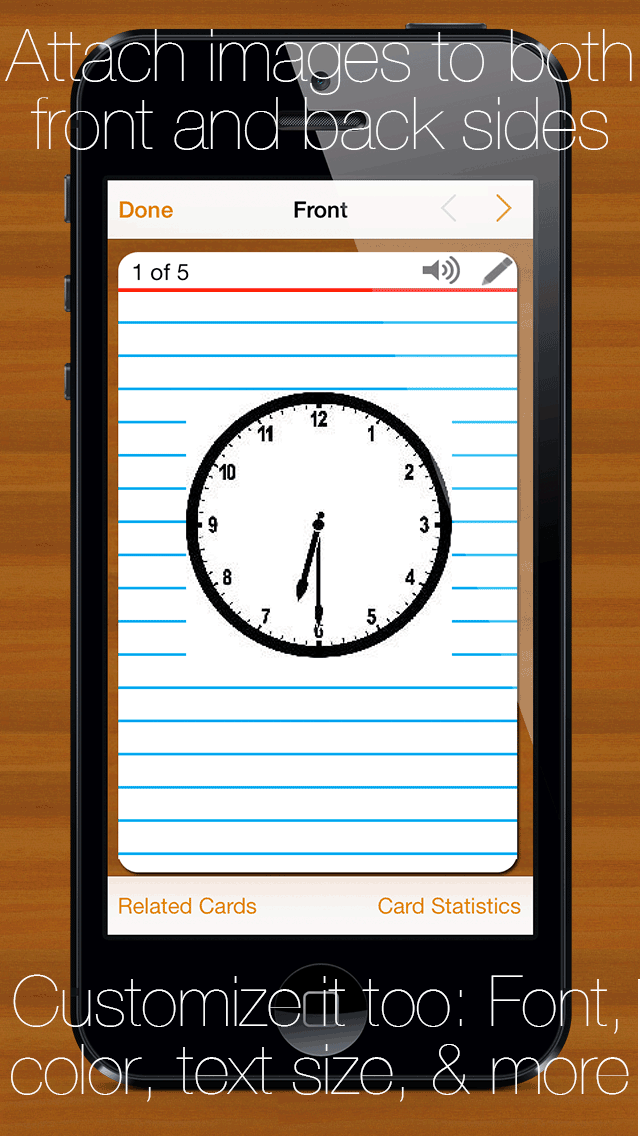 Attach images to both
front and back sides
Done
Front
1 of 5
12
11
1
10
2
9
3
8
4
7
5
6
Related Cards
Card Statistics
Customize it too: Font,
color, text size, & more